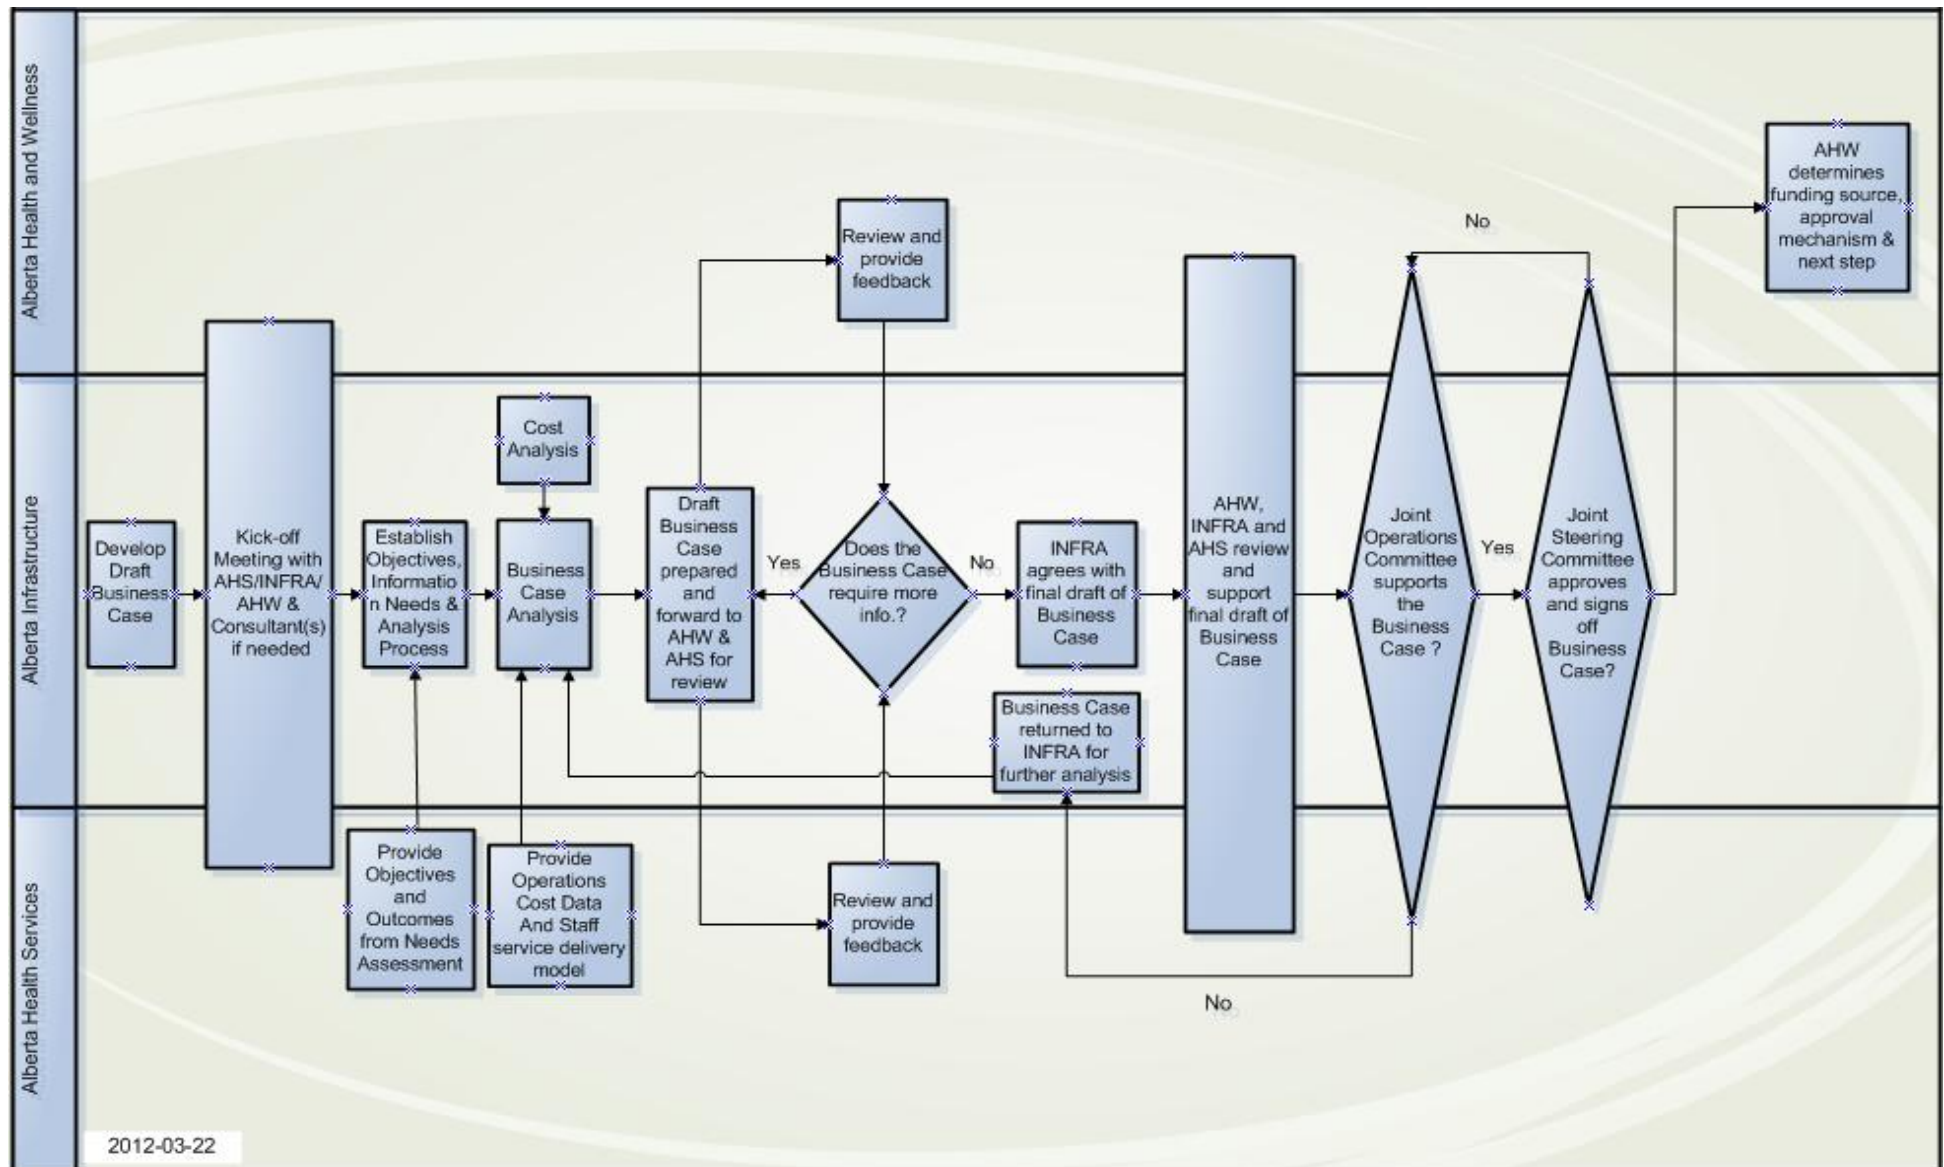 Alberta Health and Wellness
AHW
determines
funding source,
approval
mechanism &
next step
Review and
provide
feedback
No
Alberta Infrastructure
Develop
Draft
Business
Case
Kick-off
Meeting with
AHS/INFRA/
AHW &
Consultant(s)
if needed
Establish
Objectives,
Informatio
n Needs &
Analysis
Process
Cost
Analysis
Business
Case
Analysis
Draft
Business
Case
prepared
and
forward to
AHW &
AHS for
review
Yes
Does the
Business Case
require more
info.?
No
INFRA
agrees with
final draft of
Business
Case
Business Case
returned to
INFRA for
further analysis
AHW,
INFRA and
AHS review
and
support
final draft of
Business
Case
Joint
Operations
Committee
supports
the
Business
Case ?
Yes
Joint
Steering
Committee
approves
and signs
off
Business
Case?
Alberta Health Services
Provide
Objectives
and
Outcomes
from Needs
Assessment
Provide
Operations
Cost Data
And Staff
service delivery
model
Review and
provide
feedback
No
2012-03-22